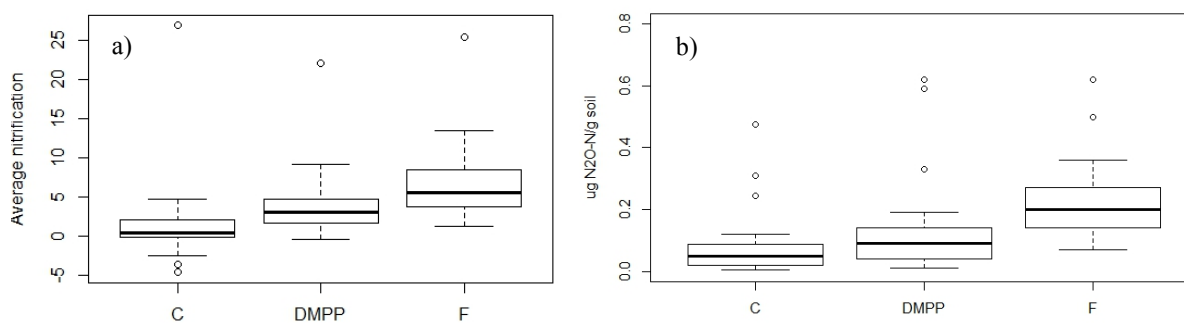 a)
Average nitrification
25
20
15
10
5
0
-5
C DMPP F
b)
ug N2O-N/g soil
0.8
0.6
0.4
0.2
0.0
C DMPP F